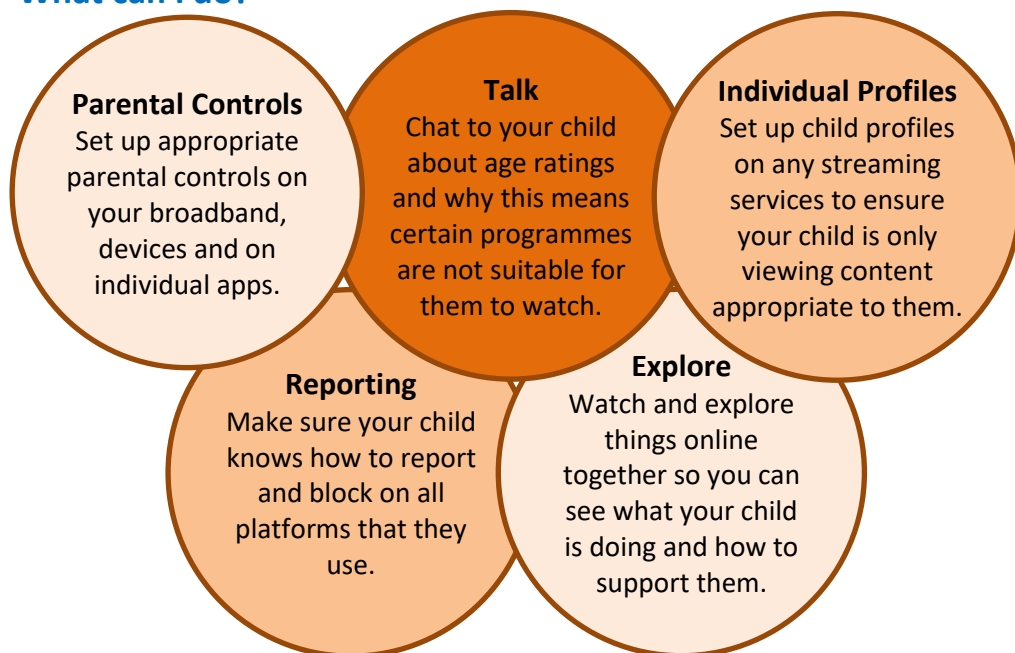 What can I do?
Parental Controls
Set up appropriate
parental controls on
your broadband,
devices and on
individual apps.
Talk
Chat to your child
about age ratings
and why this means
certain programmes
are not suitable for
them to watch.
Individual Profiles
Set up child profiles
on any streaming
services to ensure
your child is only
viewing content
appropriate to them.
Reporting
Make sure your child
knows how to report
and block on all
platforms that they
use.
Explore
Watch and explore
things online
together so you can
see what your child
is doing and how to
support them.